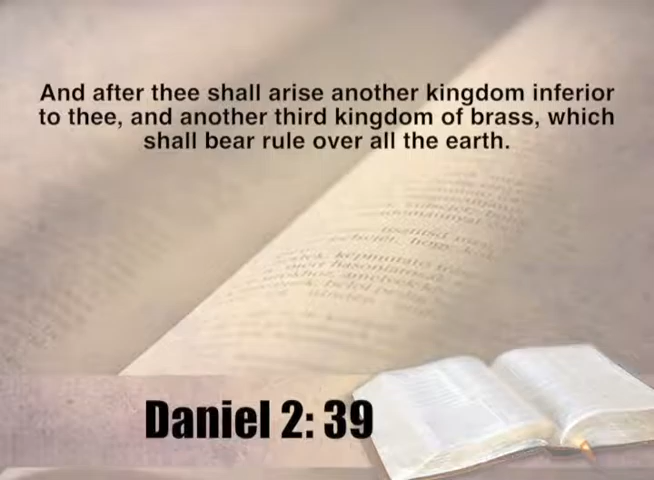 And after thee shall arise another kingdom inferior
to thee, and another third kingdom of brass, which
shall bear rule over all the earth.
Daniel 2: 39